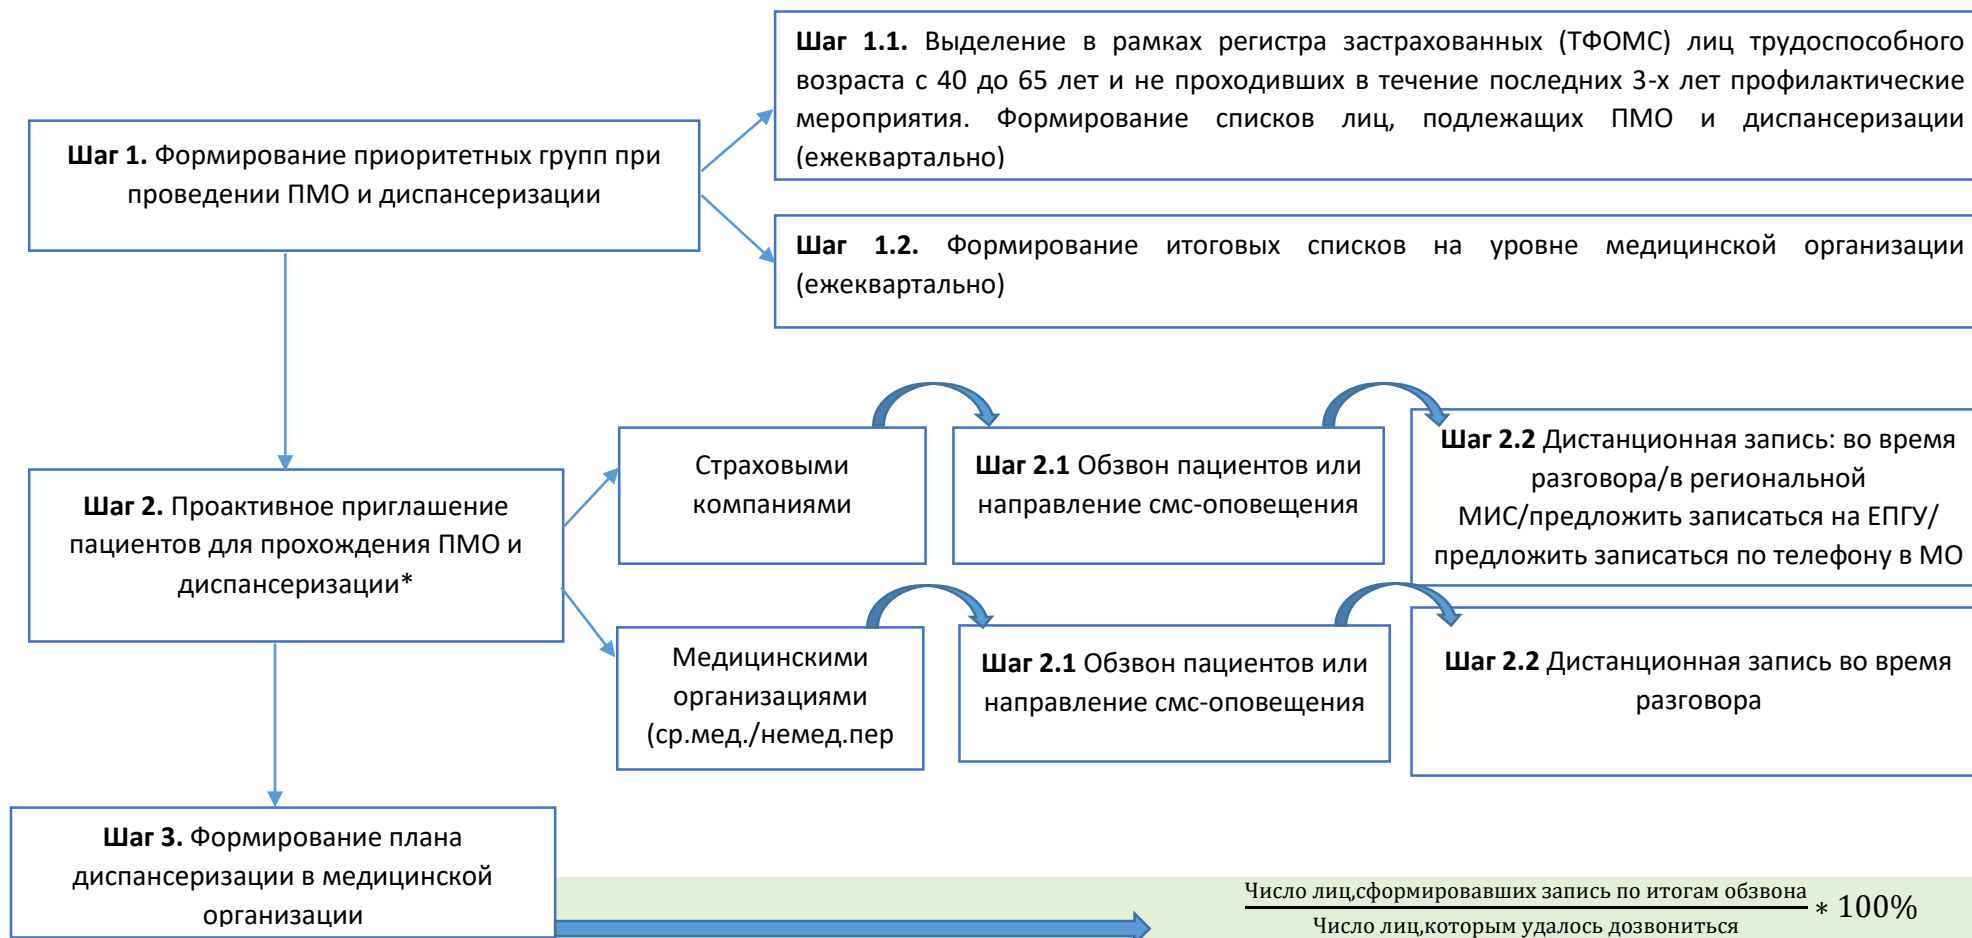 Шаг 1.1. Выделение в рамках регистра застрахованных (ТФОМС) лиц трудоспособного
возраста с 40 до 65 лет и не проходивших в течение последних 3-х лет профилактические
мероприятия. Формирование списков лиц, подлежащих ПМО и диспансеризации
(ежеквартально)
Шаг 1. Формирование приоритетных групп при
проведении ПМО и диспансеризации
Шаг 1.2. Формирование итоговых списков на уровне медицинской организации
(ежеквартально)
Шаг 2. Проактивное приглашение
пациентов для прохождения ПМО и
диспансеризации*
Страховыми
компаниями
Шаг 2.1 Обзвон пациентов или
направление смс-оповещения
Шаг 2.2 Дистанционная запись: во время
разговора/в региональной
МИС/предложить записаться на ЕПГУ/
предложить записаться по телефону в МО
Медицинскими
организациями
(ср.мед./немед.пер
Шаг 2.1 Обзвон пациентов или
направление смс-оповещения
Шаг 2.2 Дистанционная запись во время
разговора
Шаг 3. Формирование плана
диспансеризации в медицинской
организации
Число лиц,сформировавших запись по итогам обзвона
Число лиц,которым удалось дозвониться
* 100%